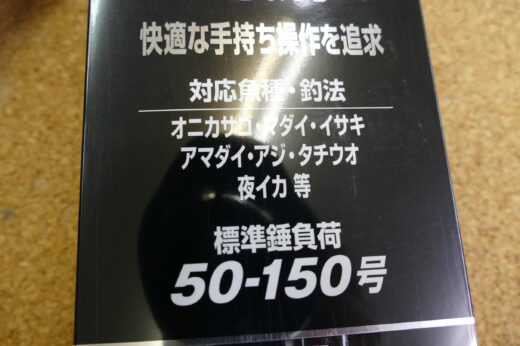 快適な手持ち操作を追求
対応魚種・釣法
オニカサゴ・マダイ・イサキ
アマダイ・アジ・タチウオ
夜イカ 等
標準錘負荷
50-150号